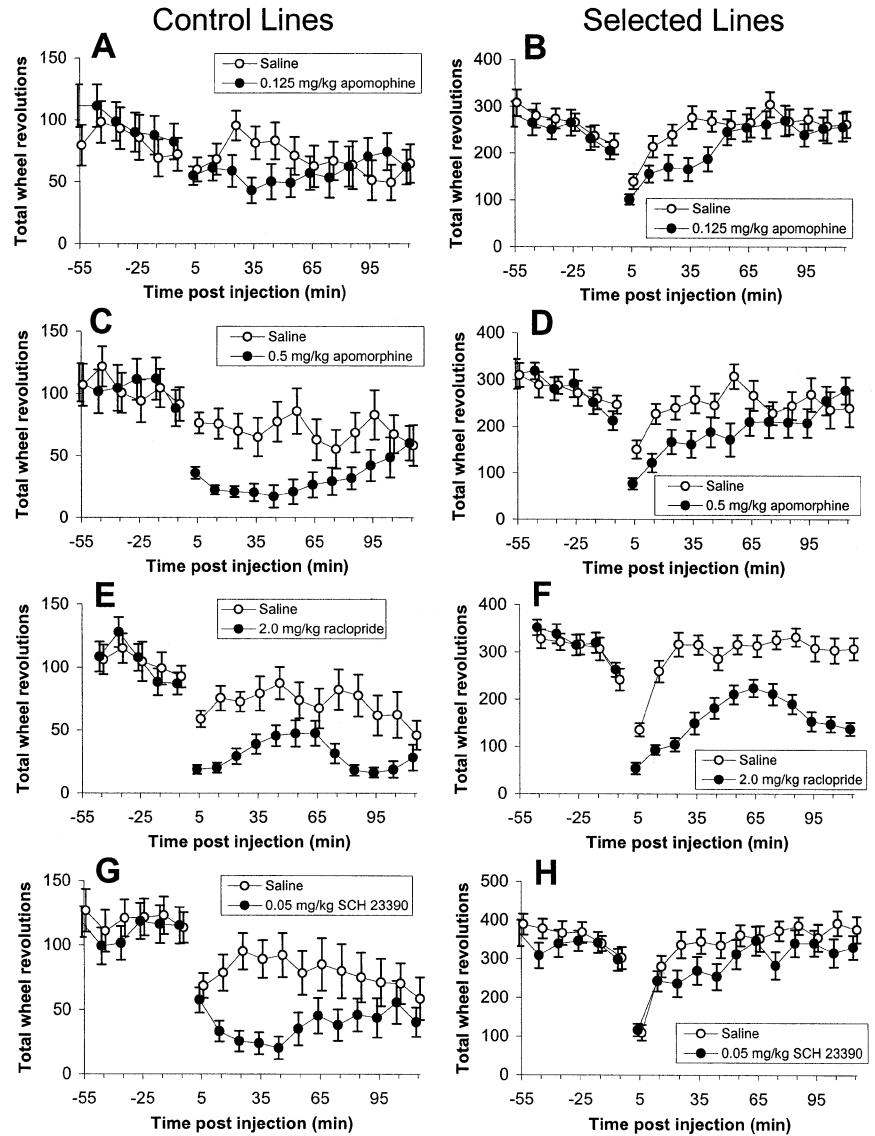 Control Lines
Selected Lines
A
Total wheel revolutions
150
100
50
0
Saline
0.125 mg/kg apomophine
-55 -25 5 35 65 95
Time post injection (min)
B
Total wheel revolutions
400
300
200
100
0
Saline
0.125 mg/kg apomophine
-55 -25 5 35 65 95
Time post injection (min)
C
Total wheel revolutions
150
100
50
0
Saline
0.5 mg/kg apomorphine
-55 -25 5 35 65 95
Time post injection (min)
D
Total wheel revolutions
400
300
200
100
0
Saline
0.5 mg/kg apomorphine
-55 -25 5 35 65 95
Time post injection (min)
E
Total wheel revolutions
150
100
50
0
Saline
2.0 mg/kg raclopride
-55 -25 5 35 65 95
Time post injection (min)
F
Total wheel revolutions
400
300
200
100
0
Saline
2.0 mg/kg raclopride
-55 -25 5 35 65 95
Time post injection (min)
G
Total wheel revolutions
150
100
50
0
Saline
0.05 mg/kg SCH 23390
-55 -25 5 35 65 95
Time post injection (min)
H
Total wheel revolutions
500
400
300
200
100
0
Saline
0.05 mg/kg SCH 23390
-55 -25 5 35 65 95
Time post injection (min)